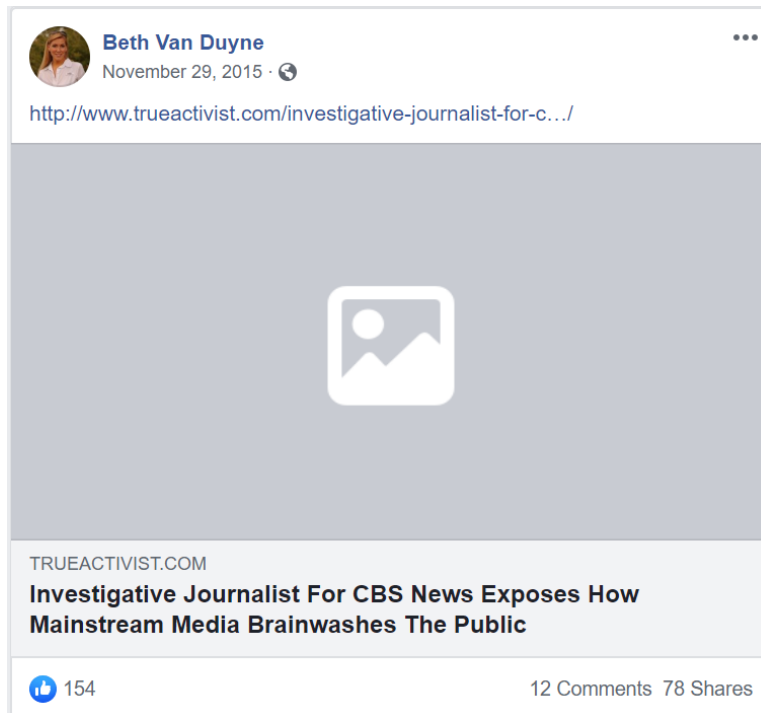 Beth Van Duyne
November 29, 2015 ·
http://www.trueactivist.com/investigative-journalist-for-c…/
TRUEACTIVIST.COM
Investigative Journalist For CBS News Exposes How
Mainstream Media Brainwashes The Public
154
12 Comments 78 Shares